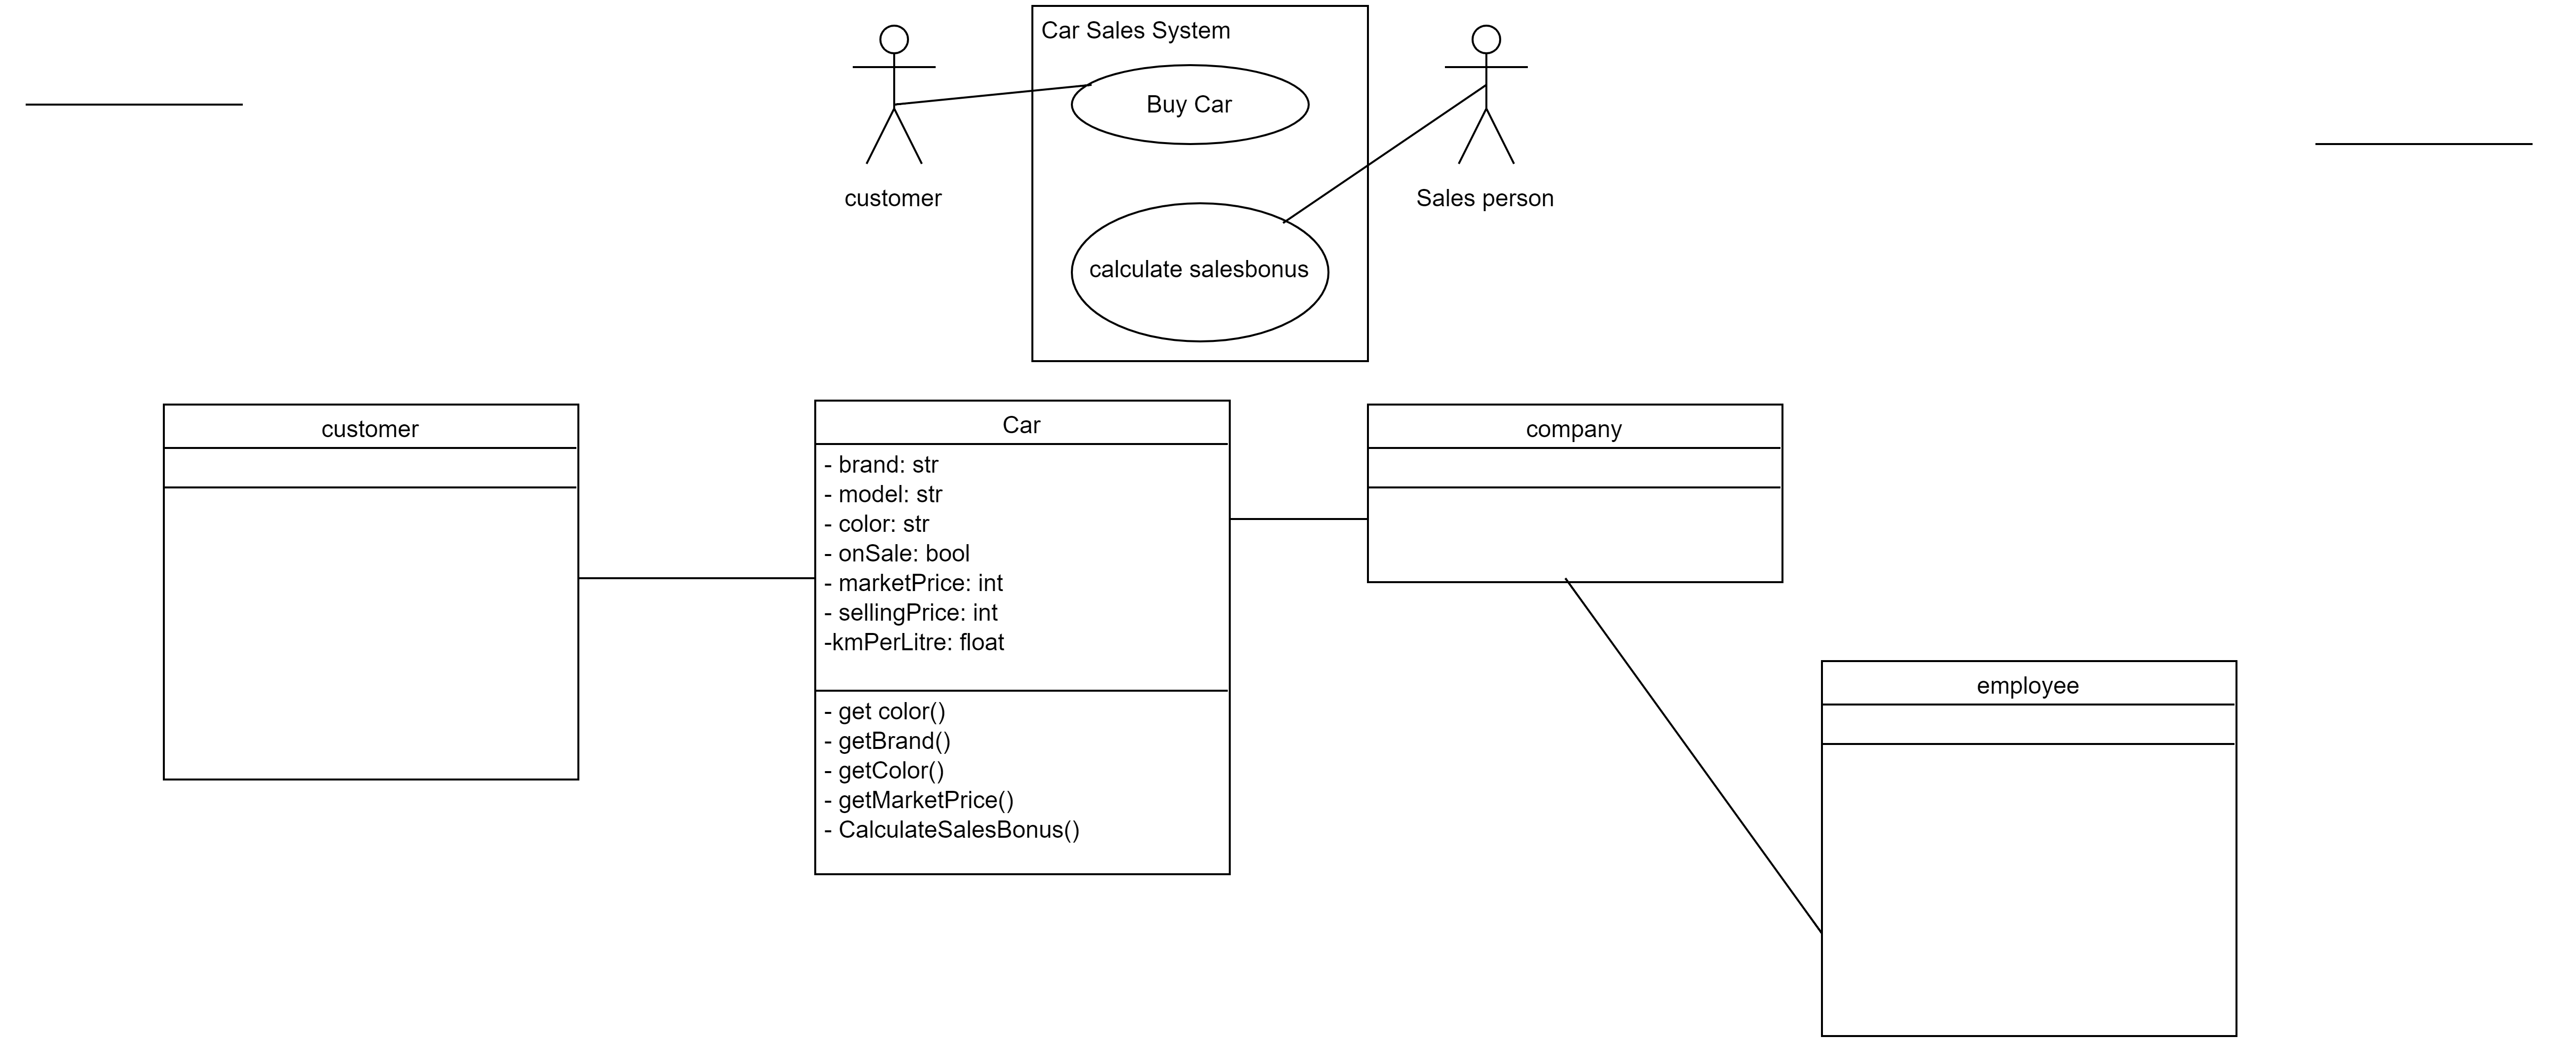 Car Sales System
Buy Car
customer
Sales person
calculate salesbonus
customer
Car
- brand: str
- model: str
- color: str
- onSale: bool
- marketPrice: int
- sellingPrice: int
-kmPerLitre: float
- get color()
- getBrand()
- getColor()
- getMarketPrice()
- CalculateSalesBonus()
company
employee